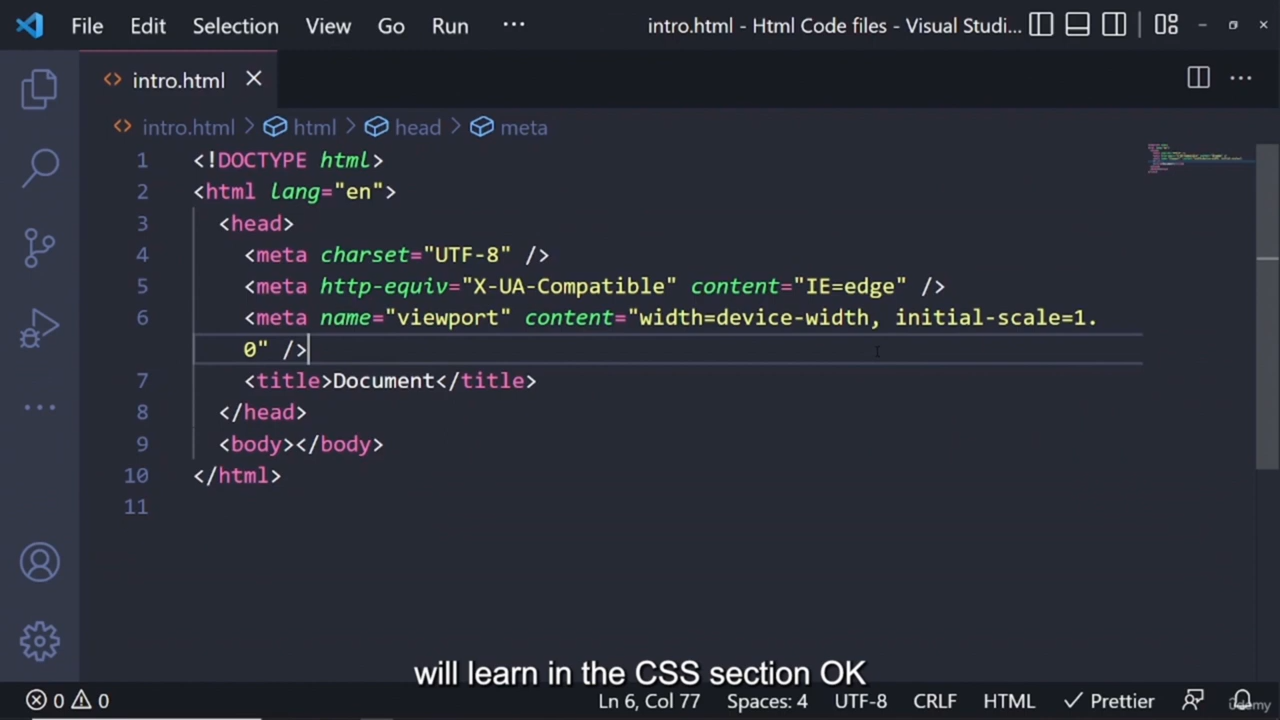 File Edit Selection View Go Run ··· intro.html - Html Code files - Visual Studi...
intro.html
intro.html > html > head > meta
1 <!DOCTYPE html>
2 <html lang="en">
3 <head>
4 <meta charset="UTF-8" />
5 <meta http-equiv="X-UA-Compatible" content="IE=edge" />
6 <meta name="viewport" content="width=device-width, initial-scale=1.
0" />
7 <title>Document</title>
8 </head>
9 <body></body>
10 </html>
11
will learn in the CSS section OK
0 0 Ln 6, Col 77 Spaces: 4 UTF-8 CRLF HTML Prettier
udemy